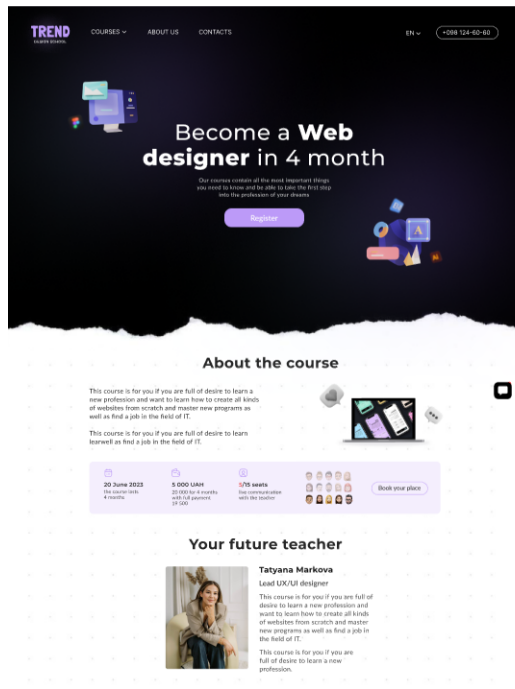 TREND
COURSES
ABOUT US
CONTACTS
EN
+098 124-60-60
Become a Web
designer in 4 month
Our courses contain all the most important things
you need to know and be able to take the first step
into the profession of your dreams
Register
A
About the course
This course is for you if you are full of desire to learn a
new profession and want to learn how to create all kinds
of websites from scratch and master new programs as
well as find a job in the field of IT.
This course is for you if you are full of desire to learn
learwell as find a job in the field of IT.
20 June 2023
the course lasts
4 months
5 000 UAH
20 000 for 4 months
with full payment
19 500
5/15 seats
live communication
with the teacher
Book your place
Your future teacher
Tatyana Markova
Lead UX/UI designer
This course is for you if you are full of
desire to learn a new profession and
want to learn how to create all kinds
of websites from scratch and master
new programs as well as find a job in
the field of IT.
This course is for you if you are
full of desire to learn a new
profession.